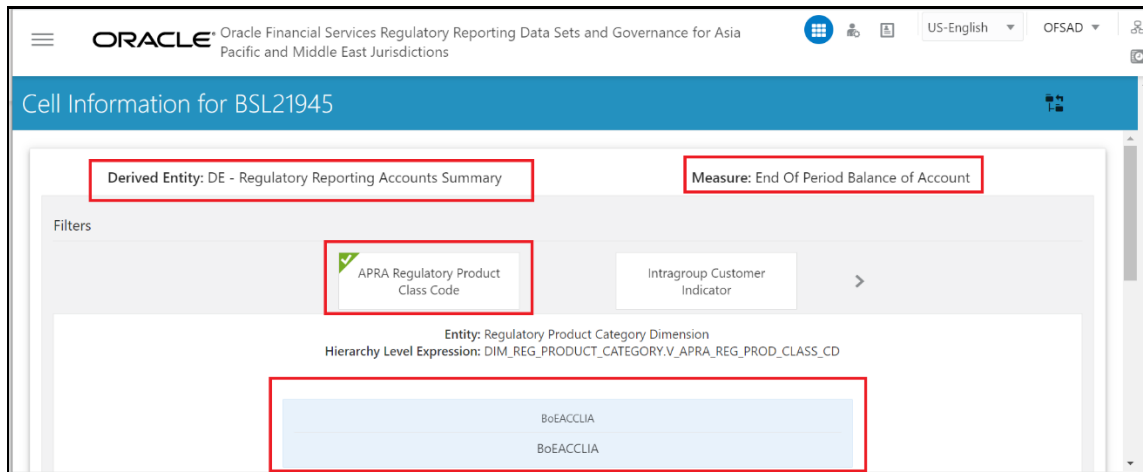 ORACLE® Oracle Financial Services Regulatory Reporting Data Sets and Governance for Asia
Pacific and Middle East Jurisdictions
US-English
OFSAD
Cell Information for BSL21945
Derived Entity: DE - Regulatory Reporting Accounts Summary
Measure: End Of Period Balance of Account
Filters
APRA Regulatory Product
Class Code
Intragroup Customer
Indicator
Entity: Regulatory Product Category Dimension
Hierarchy Level Expression: DIM_REG_PRODUCT_CATEGORY.V_APRA_REG_PROD_CLASS_CD
BoEACCLIA
BoEACCLIA